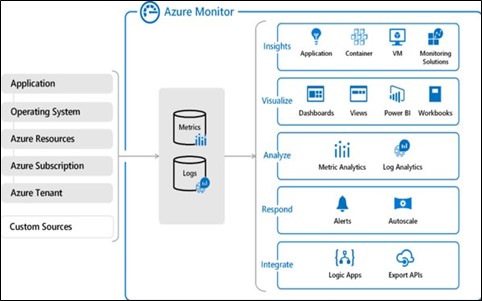 Azure Monitor
Application
Operating System
Azure Resources
Azure Subscription
Azure Tenant
Custom Sources
Metrics
Logs
Insights
Application
Container
VM
Monitoring
Solutions
Visualize
Dashboards
Views
Power BI
Workbooks
Analyze
Metric Analytics
Log Analytics
Respond
Alerts
Autoscale
Integrate
Logic Apps
Export APIs